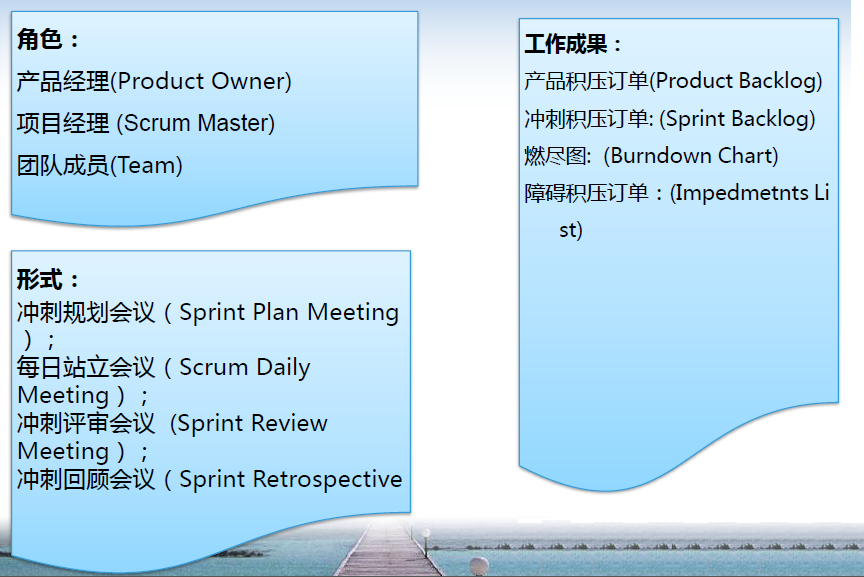 角色：
产品经理(Product Owner)
项目经理 (Scrum Master)
团队成员(Team)
形式：
冲刺规划会议（Sprint Plan Meeting
）；
每日站立会议（Scrum Daily
Meeting）；
冲刺评审会议 (Sprint Review
Meeting）；
冲刺回顾会议（Sprint Retrospective
工作成果：
产品积压订单(Product Backlog)
冲刺积压订单: (Sprint Backlog)
燃尽图: (Burndown Chart)
障碍积压订单：(Impedmetnts Li
st)